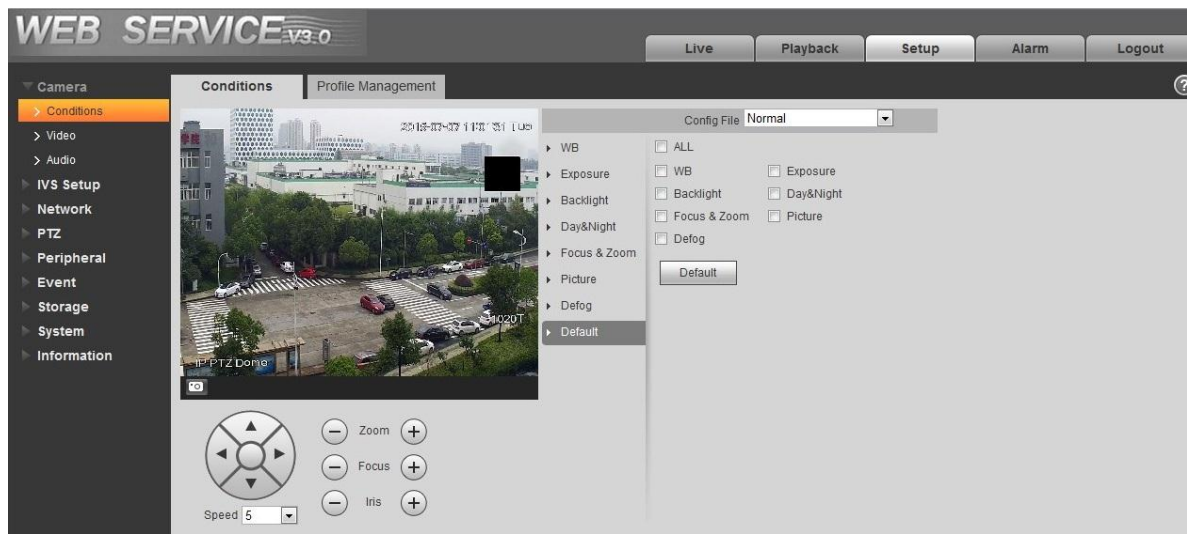 WEB SERVICE V3.0
Live Playback Setup Alarm Logout
Camera
Conditions
Video
Audio
IVS Setup
Network
PTZ
Peripheral
Event
Storage
System
Information
Conditions Profile Management
IP PTZ Dome
Zoom
Focus
Iris
Speed 5
WB
Exposure
Backlight
Day&Night
Focus & Zoom
Picture
Defog
Default
Config File Normal
ALL
WB Exposure
Backlight Day&Night
Focus & Zoom Picture
Defog
Default